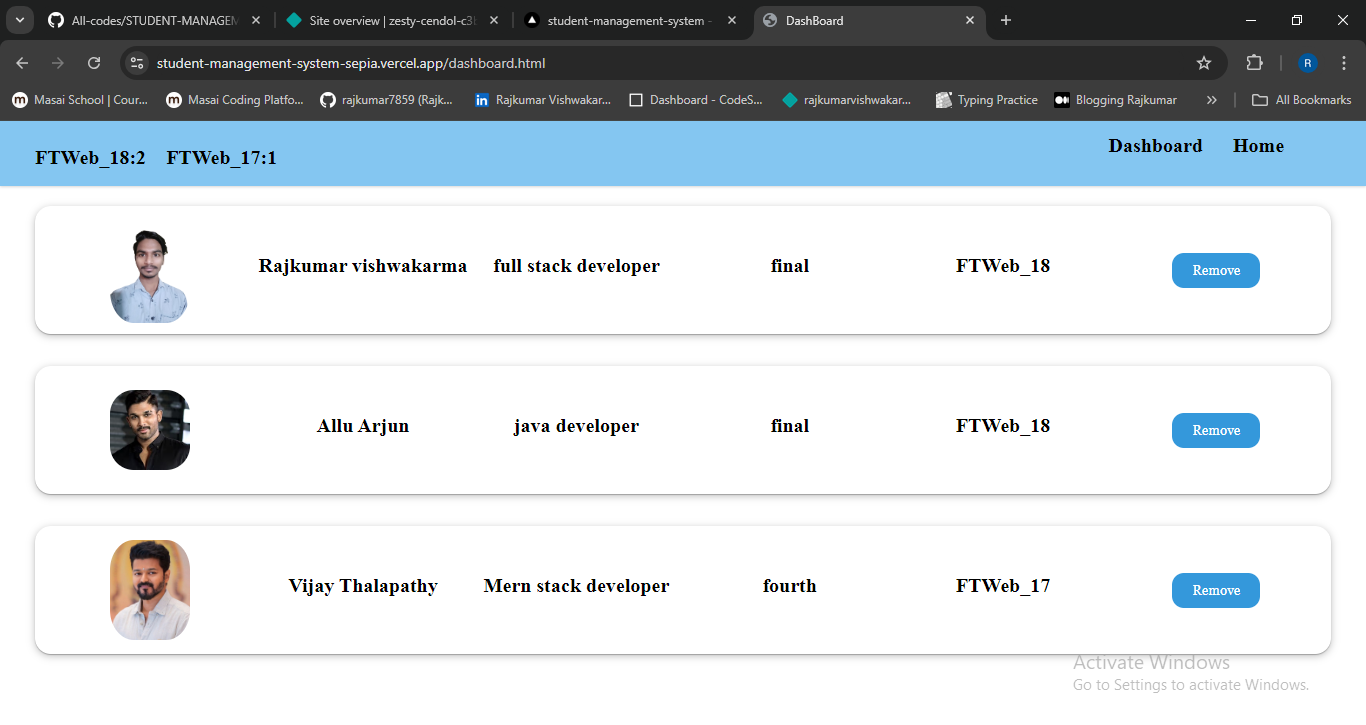 All-codes/STUDENT-MANAGEM
Site overview | zesty-cendol-c3
student-management-system -
DashBoard
student-management-system-sepia.vercel.app/dashboard.html
R
Masai School | Cour...
Masai Coding Platfo...
rajkumar7859 (Rajk...
Rajkumar Vishwakar...
Dashboard - CodeS...
rajkumarvishwakar...
Typing Practice
Blogging Rajkumar
All Bookmarks
FTWeb_18:2 FTWeb_17:1
Dashboard Home
Rajkumar vishwakarma full stack developer final FTWeb_18 Remove
Allu Arjun java developer final FTWeb_18 Remove
Vijay Thalapathy Mern stack developer fourth FTWeb_17 Remove
Activate Windows
Go to Settings to activate Windows.